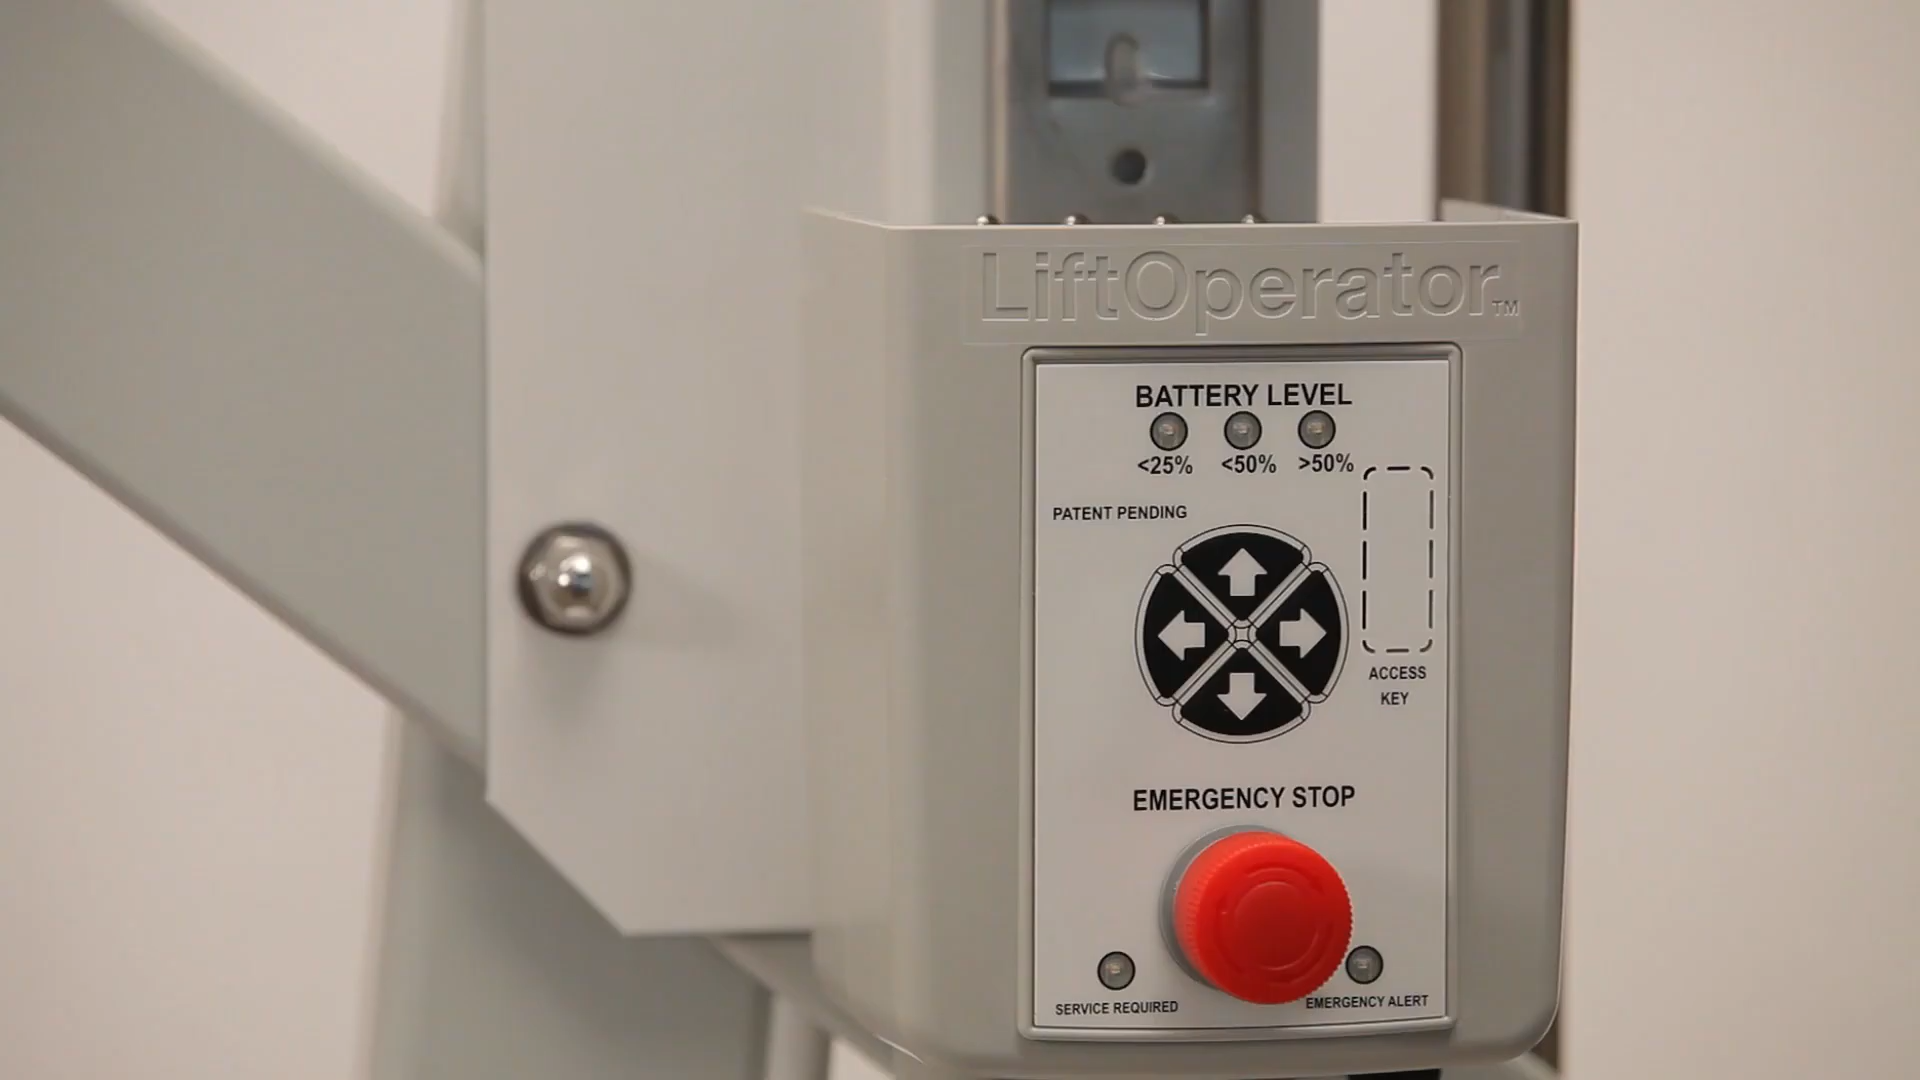 LiftOperator™
BATTERY LEVEL
<25% <50% >50%
PATENT PENDING
ACCESS
KEY
EMERGENCY STOP
SERVICE REQUIRED
EMERGENCY ALERT